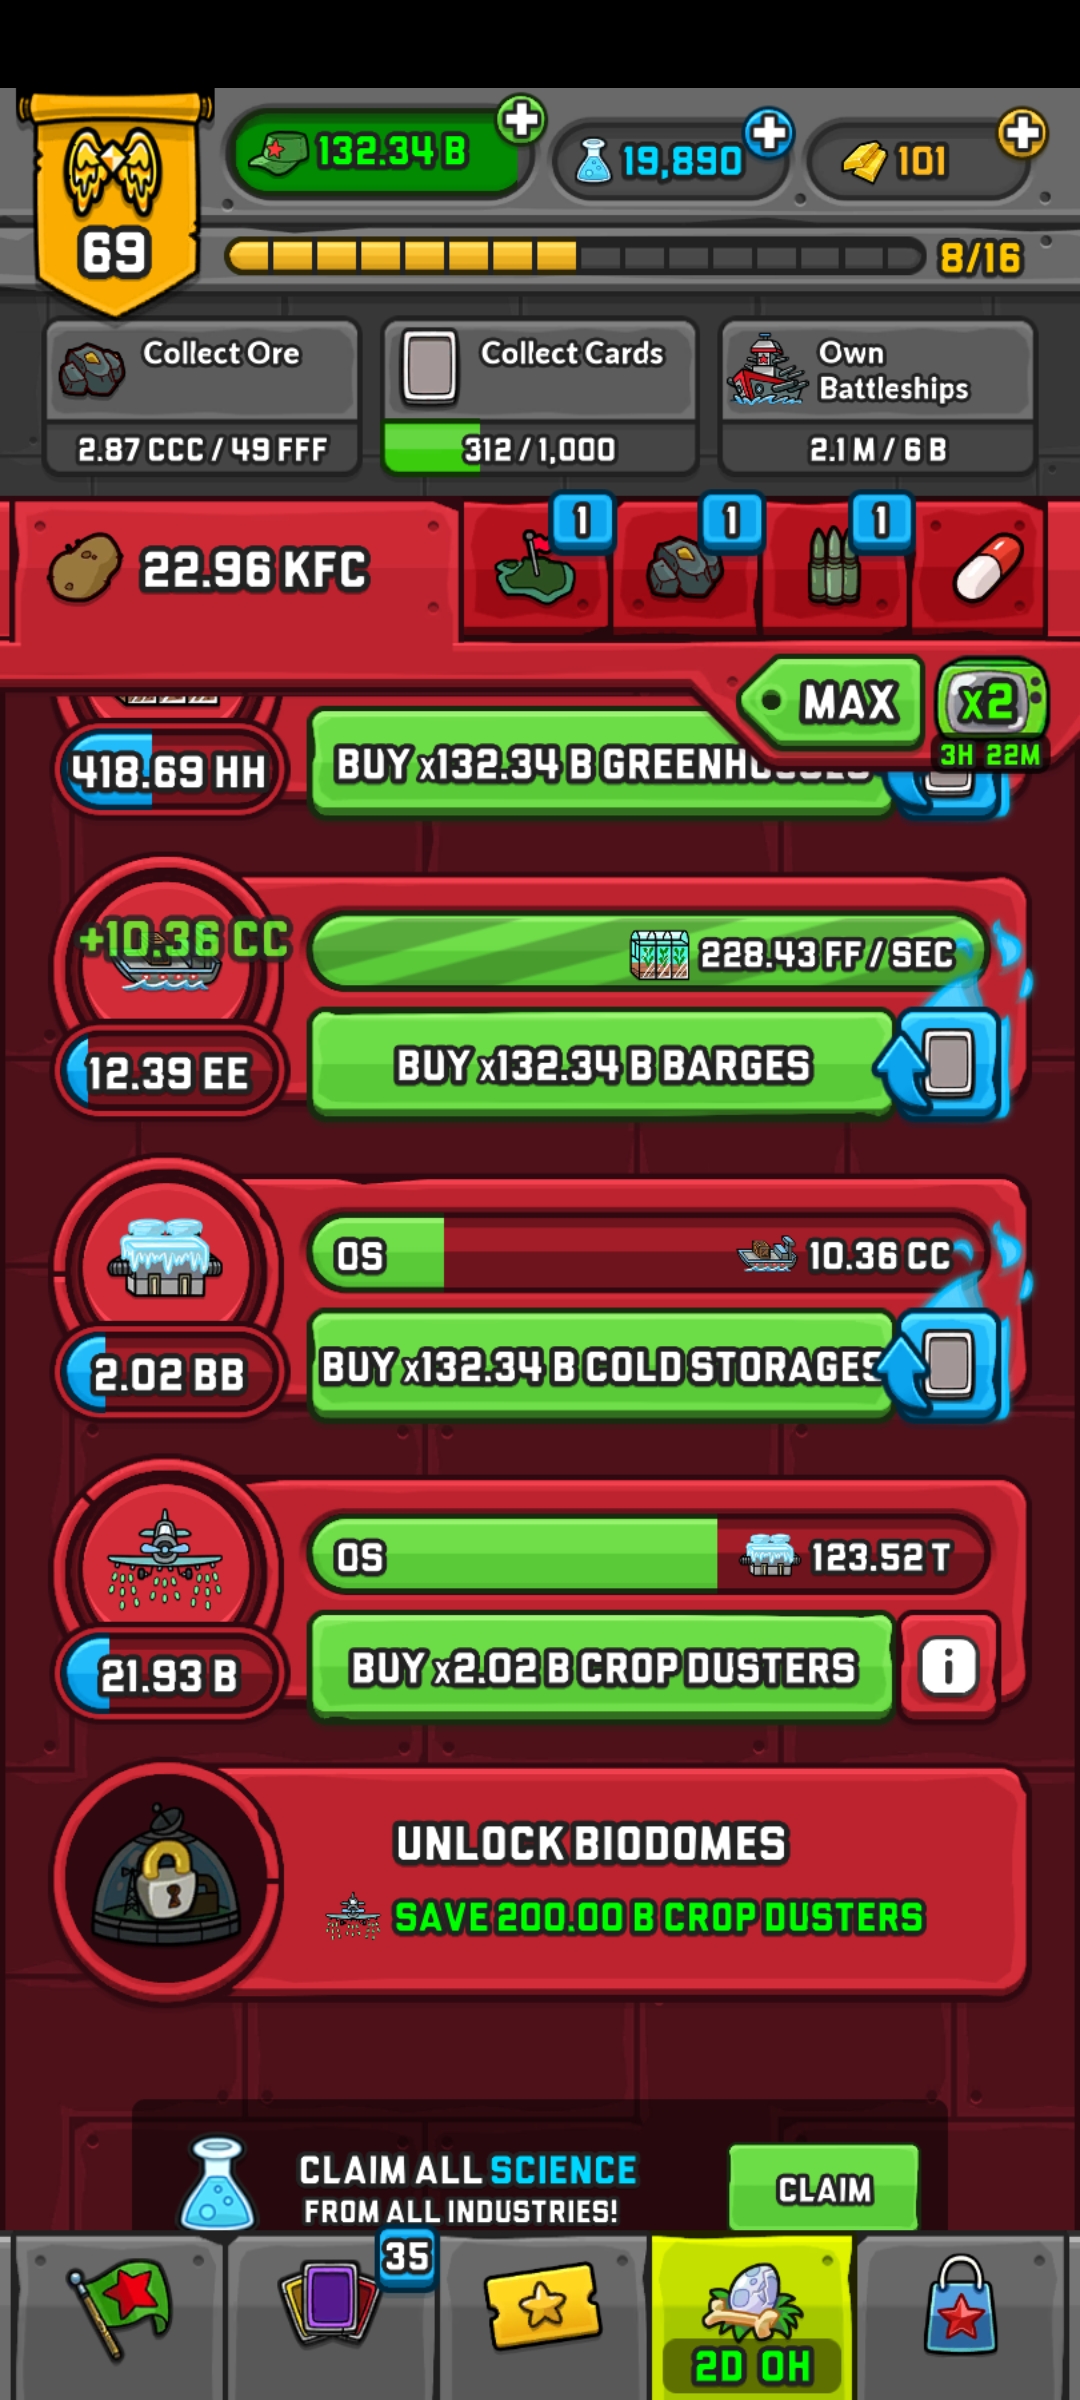 132.34 B
19,890
101
69
8/16
Collect Ore
2.87 CCC / 49 FFF
Collect Cards
312 / 1,000
Own
Battleships
2.1 M / 6 B
22.96 KFC
1
1
1
MAX
x2
3H 22M
418.69 HH
BUY x132.34 B GREENHOUSES
+10.36 CC
228.43 FF / SEC
12.39 EE
BUY x132.34 B BARGES
0S
10.36 CC
2.02 BB
BUY x132.34 B COLD STORAGES
0S
123.52 T
21.93 B
BUY x2.02 B CROP DUSTERS
i
UNLOCK BIODOMES
SAVE 200.00 B CROP DUSTERS
CLAIM ALL SCIENCE
FROM ALL INDUSTRIES!
CLAIM
35
2D 0H